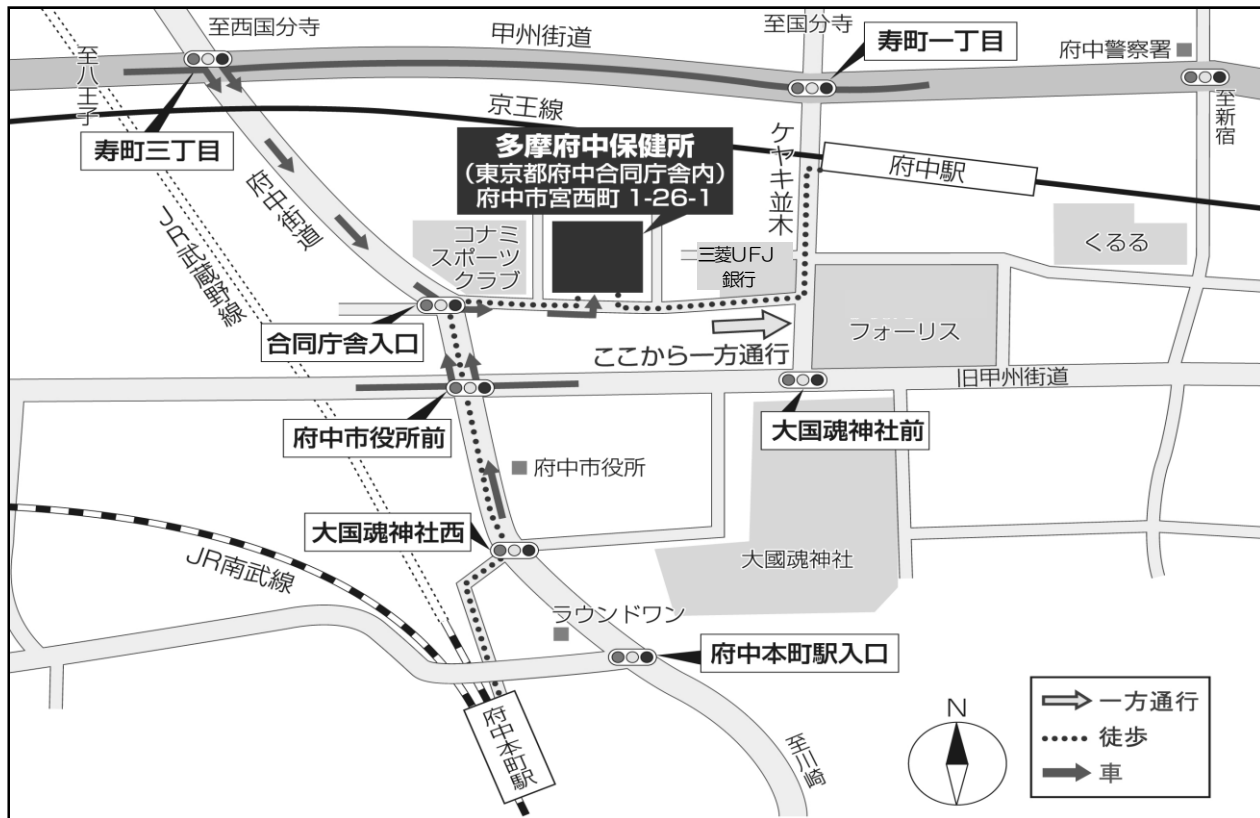 至西国分寺
甲州街道
至国分寺
寿町一丁目
府中警察署
至八王子
至新宿
京王線
寿町三丁目
多摩府中保健所
(東京都府中合同庁舎内)
府中市宮西町 1-26-1
ケヤキ並木
府中駅
府中街道
JR武蔵野線
コナミ
スポーツ
クラブ
三菱UFJ
銀行
くるる
合同庁舎入口
フォーリス
ここから一方通行
旧甲州街道
府中市役所前
大国魂神社前
府中市役所
大国魂神社西
JR南武線
大國魂神社
ラウンドワン
府中本町駅入口
府中本町駅
至川崎
N
一方通行
徒歩
車